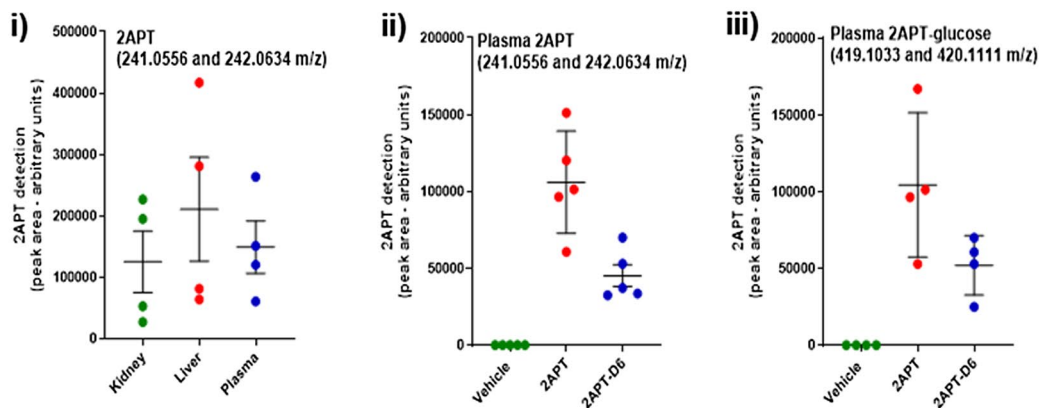 i)
2APT
(241.0556 and 242.0634 m/z)
2APT detection
(peak area - arbitrary units)
500000
400000
300000
200000
100000
0
Kidney
Liver
Plasma
ii)
Plasma 2APT
(241.0556 and 242.0634 m/z)
2APT detection
(peak area - arbitrary units)
200000
150000
100000
50000
0
Vehicle
2APT
2APT-D6
iii)
Plasma 2APT-glucose
(419.1033 and 420.1111 m/z)
2APT detection
(peak area - arbitrary units)
200000
150000
100000
50000
0
Vehicle
2APT
2APT-D6